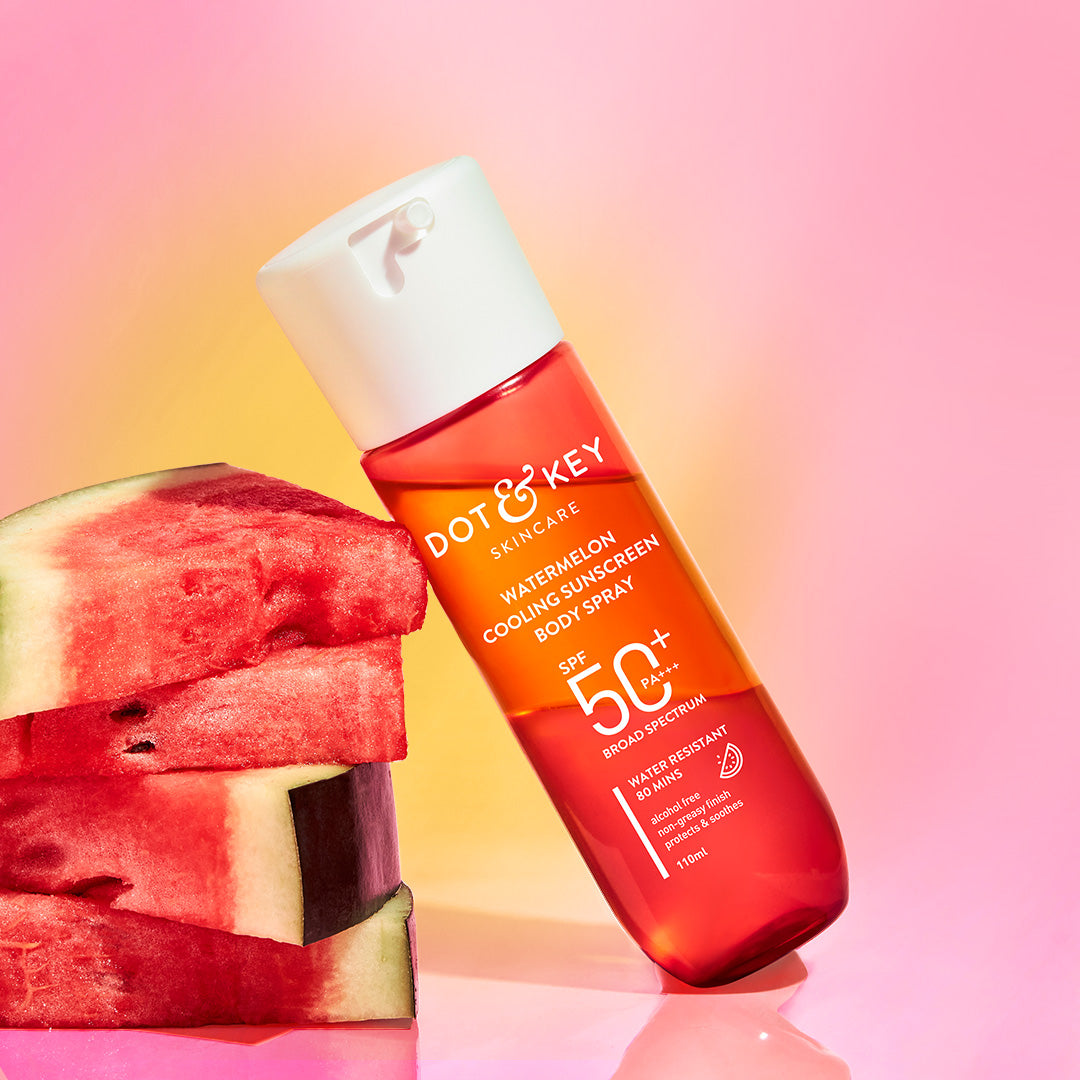 DOT & KEY
SKINCARE
WATERMELON
COOLING SUNSCREEN
BODY SPRAY
SPF
50+
PA+++
BROAD SPECTRUM
WATER RESISTANT
80 MINS
alcohol free
non-greasy finish
protects & soothes
110ml